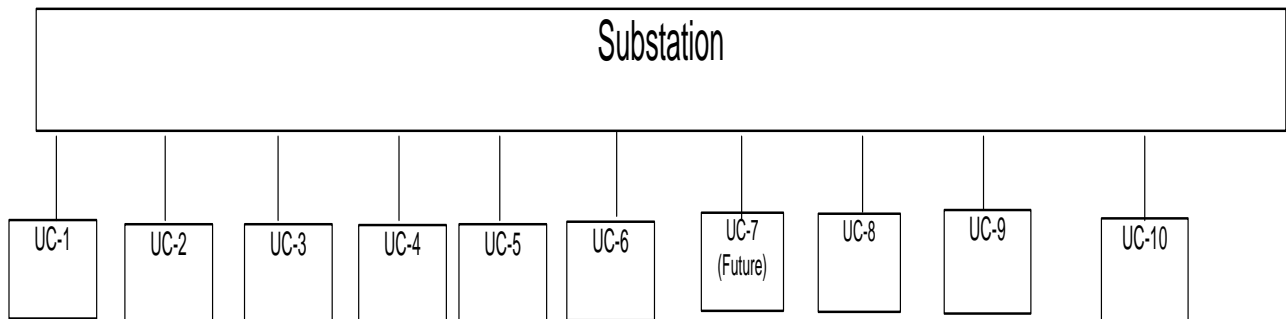 Substation
UC-1
UC-2
UC-3
UC-4
UC-5
UC-6
UC-7
(Future)
UC-8
UC-9
UC-10